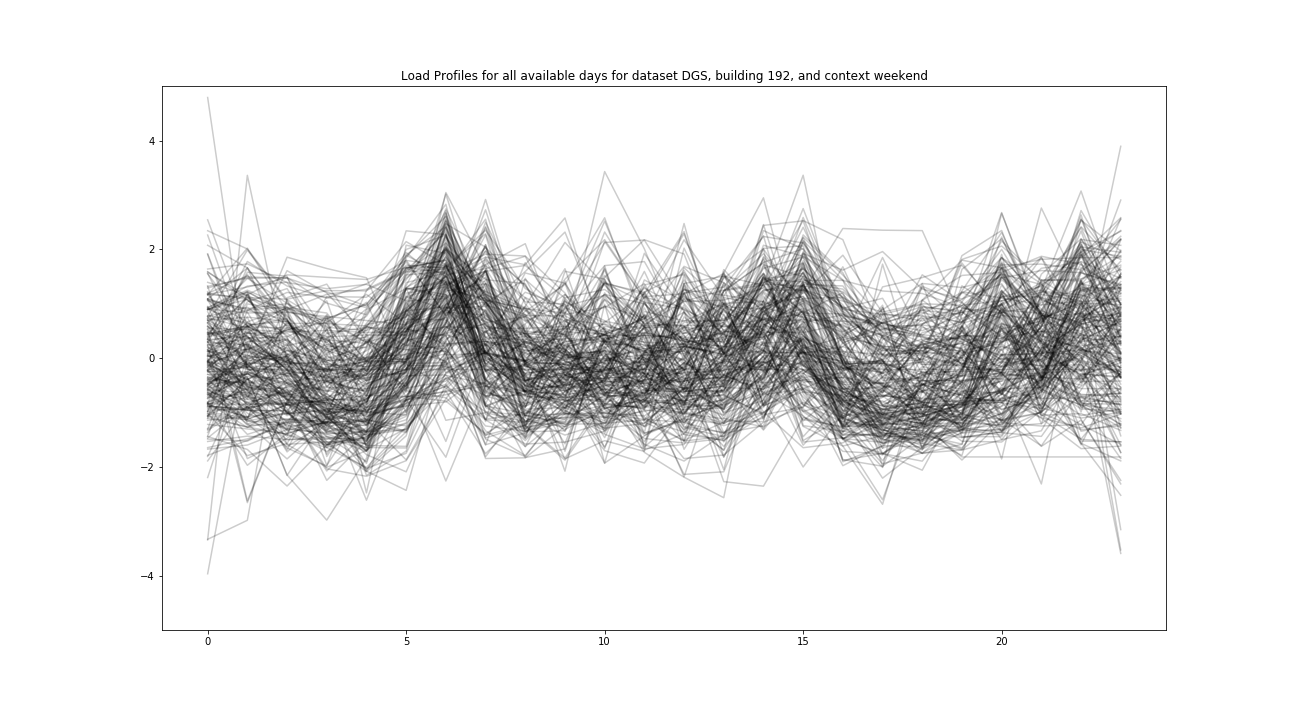 Load Profiles for all available days for dataset DGS, building 192, and context weekend
4
2
0
−2
−4
0 5 10 15 20